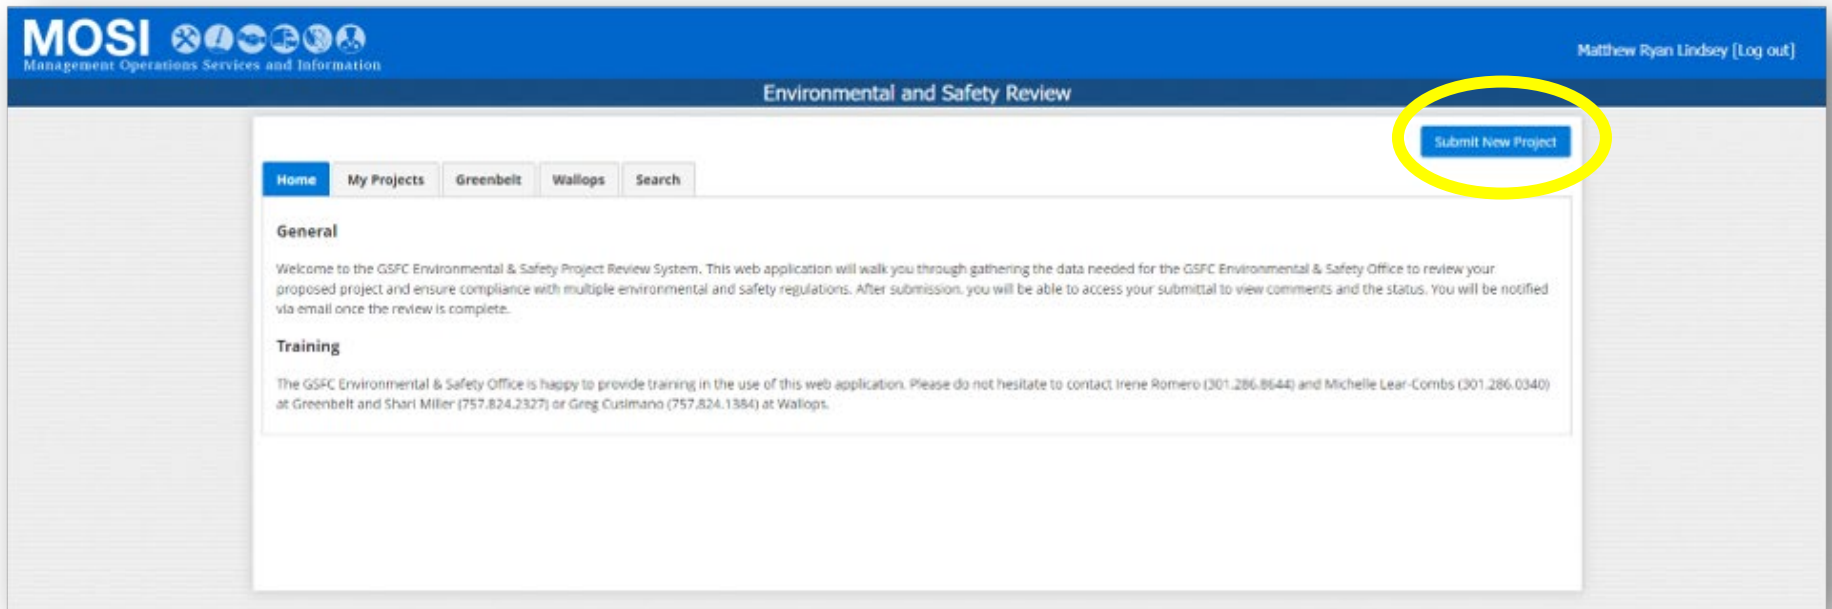 MOSI
Management Operations Services and Information
Matthew Ryan Lindsey [Log out]
Environmental and Safety Review
Submit New Project
Home My Projects Greenbelt Wallops Search
General
Welcome to the GSFC Environmental & Safety Project Review System. This web application will walk you through gathering the data needed for the GSFC Environmental & Safety Office to review your
proposed project and ensure compliance with multiple environmental and safety regulations. After submission, you will be able to access your submittal to view comments and the status. You will be notified
via email once the review is complete.
Training
The GSFC Environmental & Safety Office is happy to provide training in the use of this web application. Please do not hesitate to contact Irene Romero (301.286.8644) and Michelle Lear-Combs (301.286.0340)
at Greenbelt and Shari Miller (757.824.2327) or Greg Cusimano (757.824.1384) at Wallops.